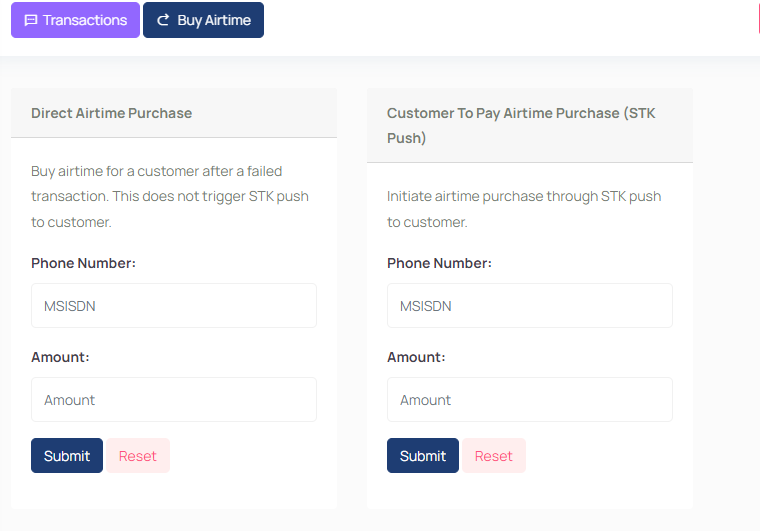 Transactions
Buy Airtime
Direct Airtime Purchase
Buy airtime for a customer after a failed
transaction. This does not trigger STK push
to customer.
Phone Number:
MSISDN
Amount:
Amount
Submit
Reset
Customer To Pay Airtime Purchase (STK
Push)
Initiate airtime purchase through STK push
to customer.
Phone Number:
MSISDN
Amount:
Amount
Submit
Reset